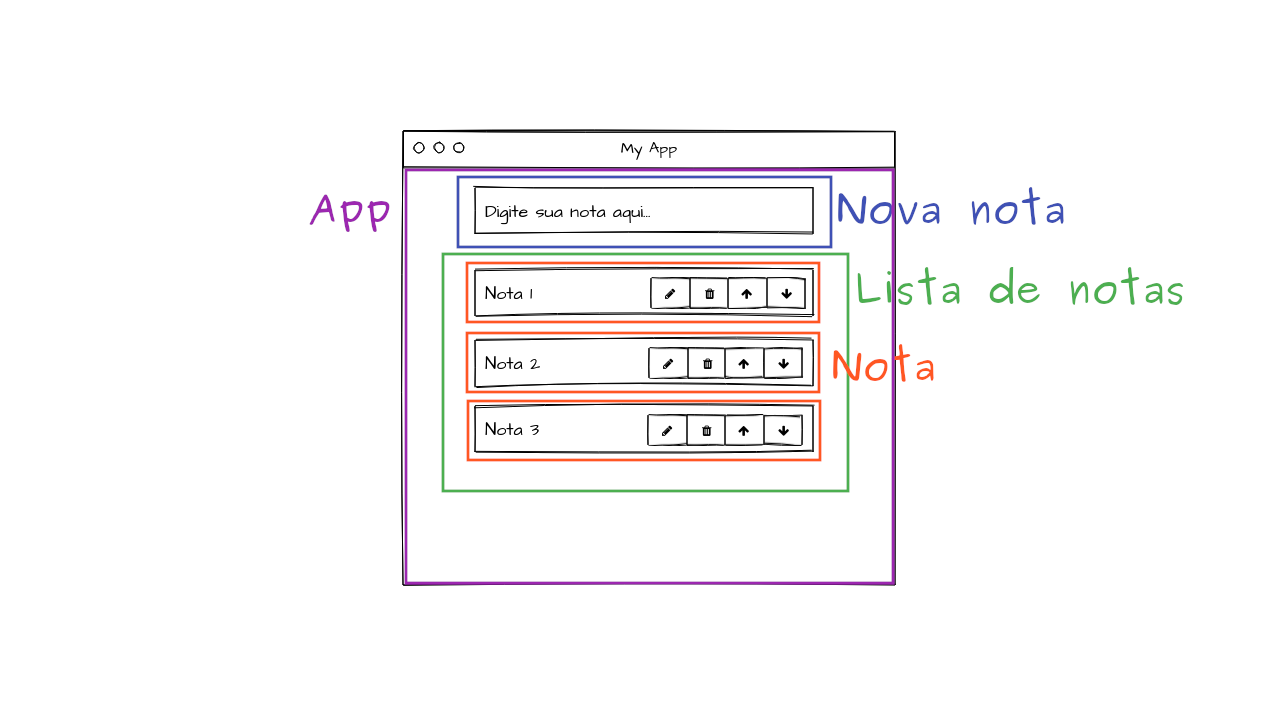 My App
App
Digite sua nota aqui...
Nova nota
Nota 1
Lista de notas
Nota 2
Nota
Nota 3